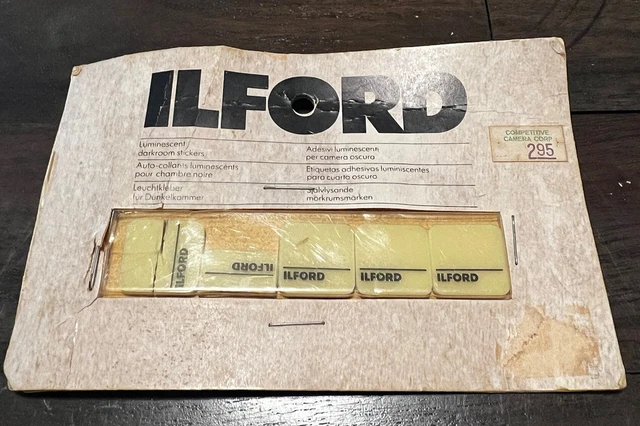 ILFORD
Luminescent
darkroom stickers
Auto-collants luminescents
pour chambre noire
Leuchtkleber
für Dunkelkammer
Adesivi luminescenti
per camera oscura
Etiquetas adhesivas luminiscentes
para cuarto oscuro
Självlysande
mörkrumsmärken
COMPETITIVE
CAMERA CORP
295
ILFORD
ILFORD
ILFORD
ILFORD
ILFORD